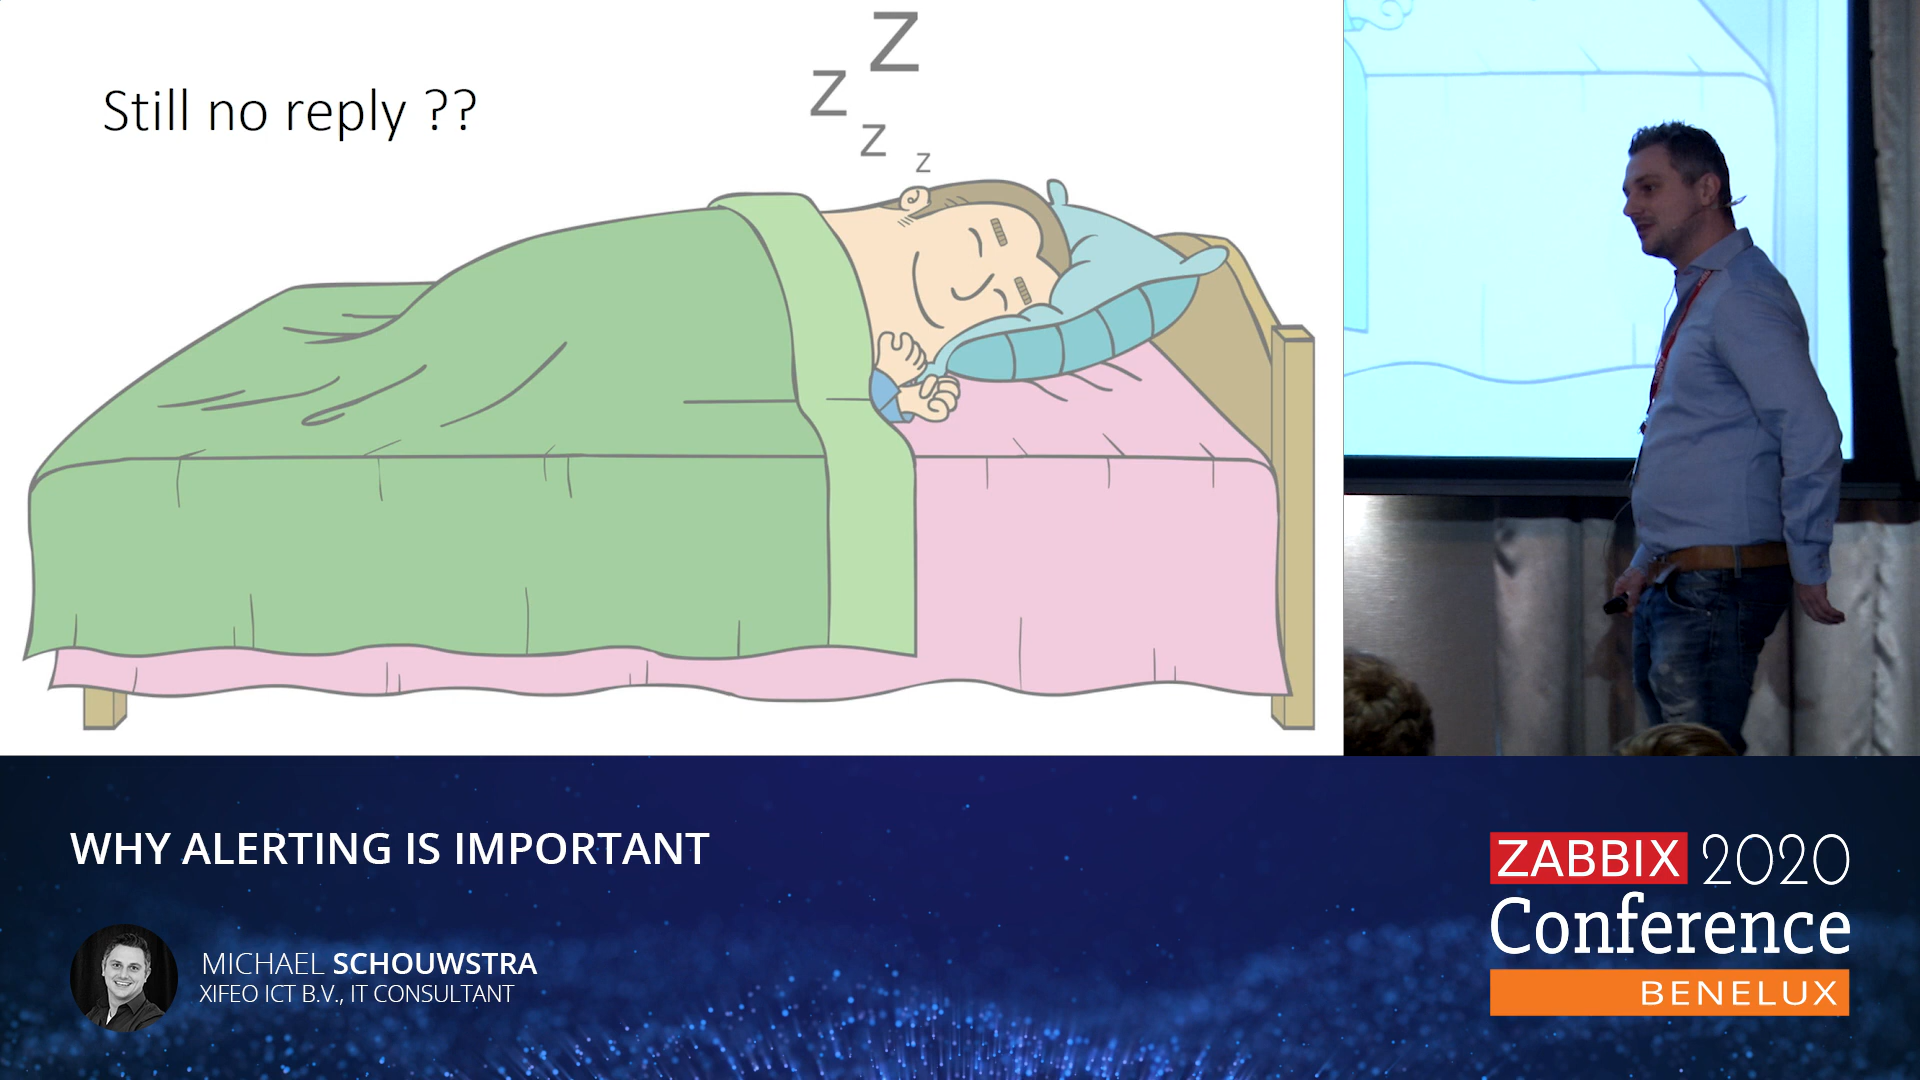 Still no reply ??
Z
Z
Z
z
WHY ALERTING IS IMPORTANT
MICHAEL SCHOUWSTRA
XIFEO ICT B.V., IT CONSULTANT
ZABBIX 2020
Conference
BENELUX